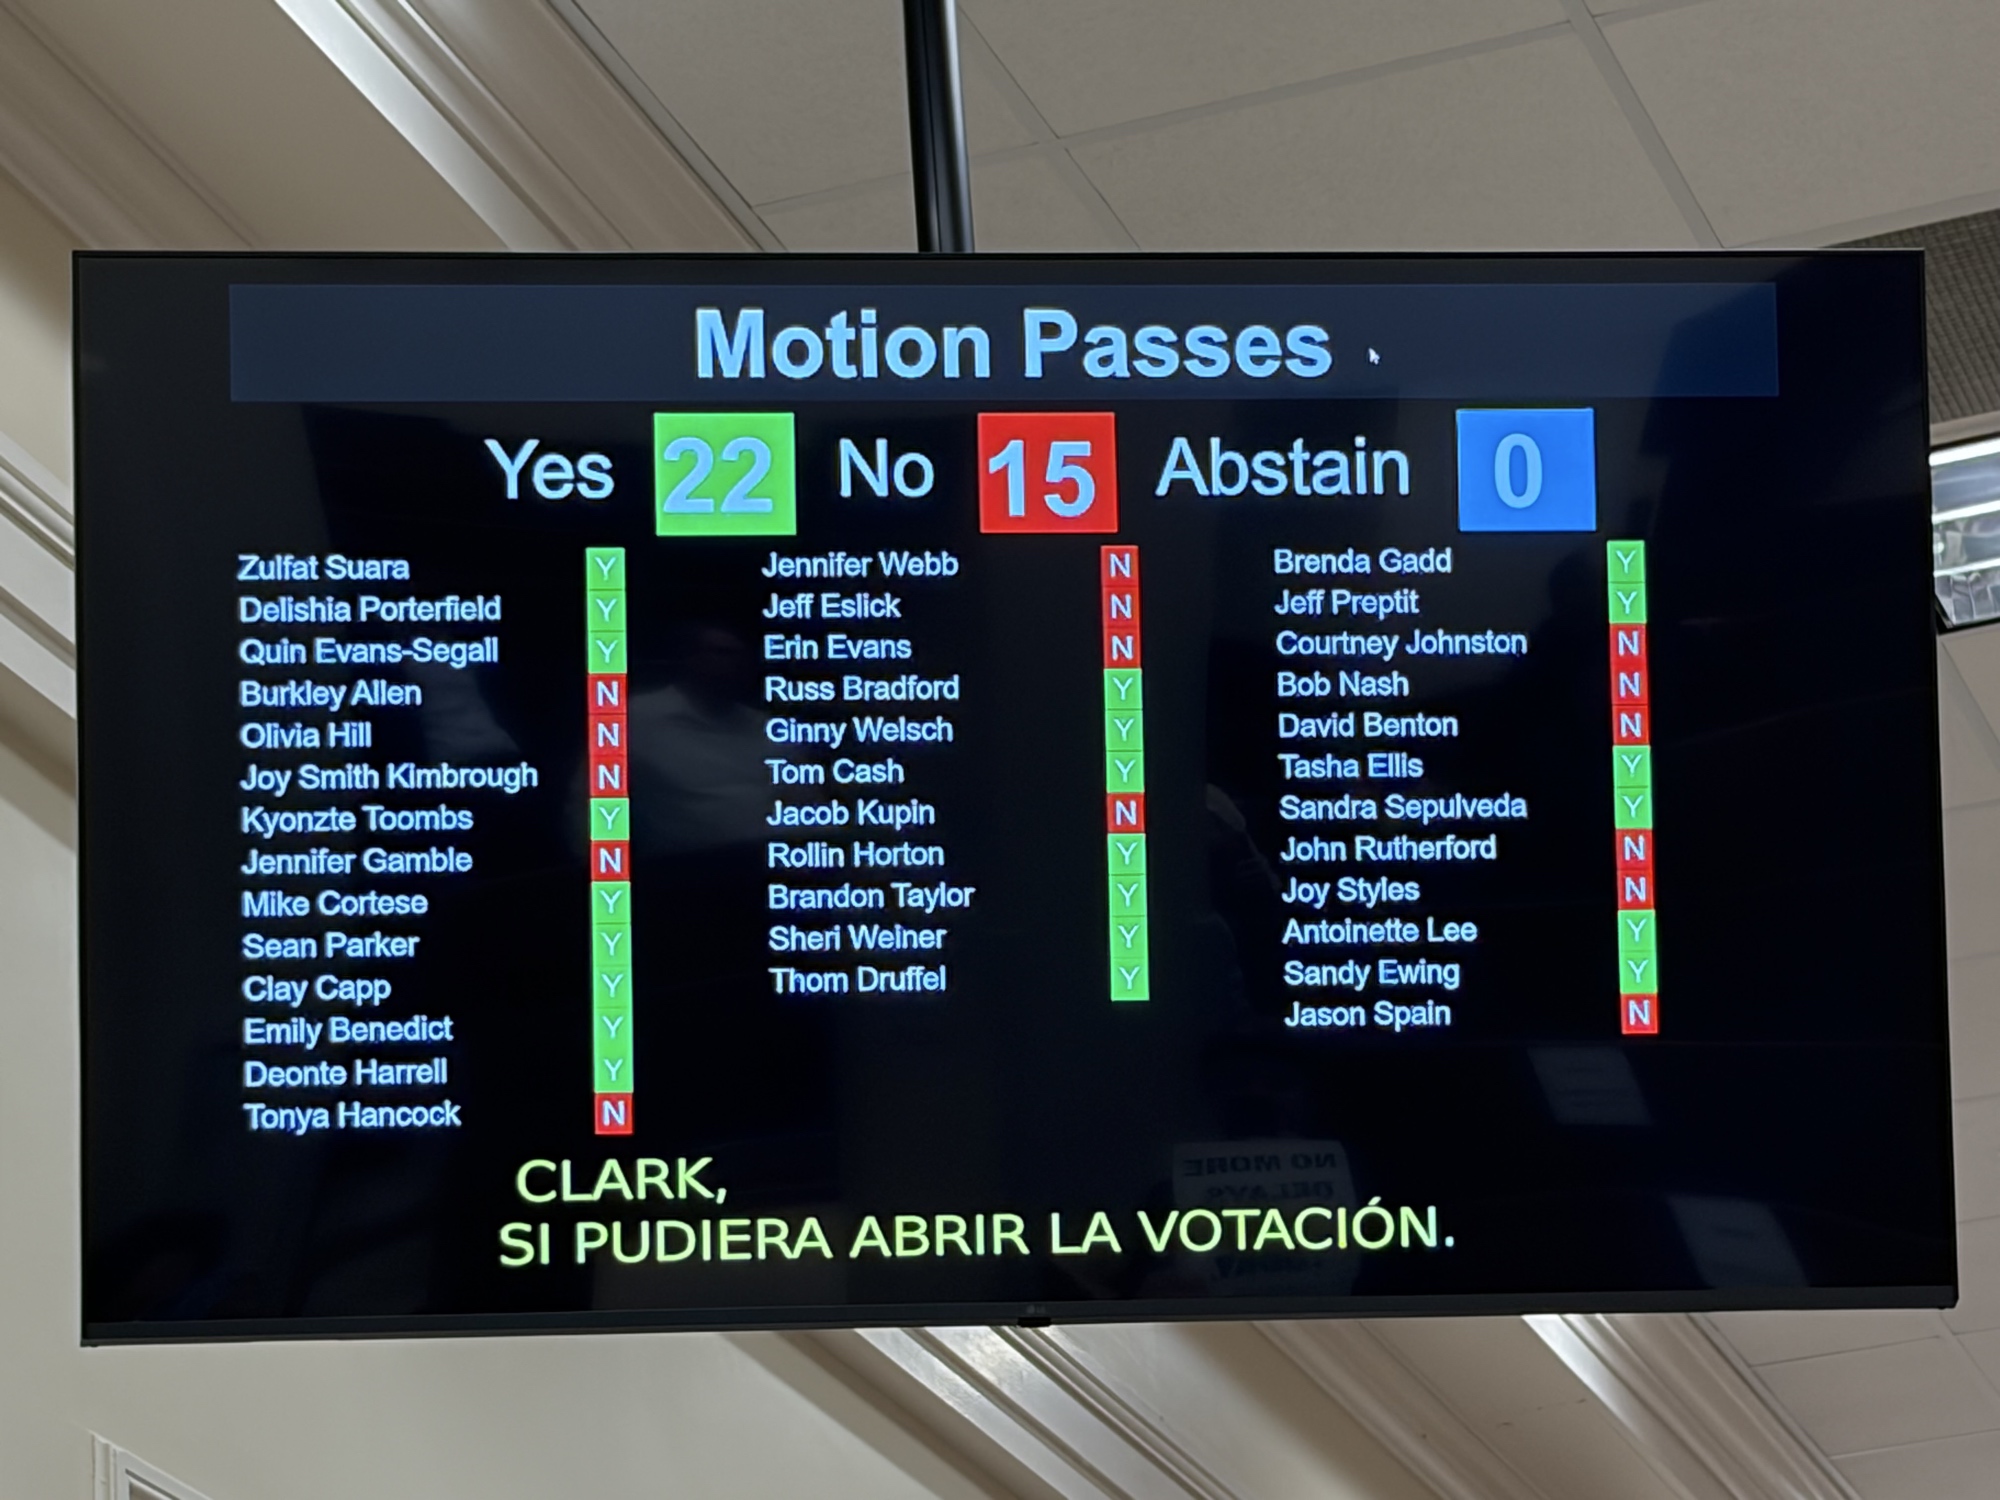 Motion Passes
Yes 22 No 15 Abstain 0
Zulfat Suara Y
Delishia Porterfield Y
Quin Evans-Segall Y
Burkley Allen N
Olivia Hill N
Joy Smith Kimbrough N
Kyonzte Toombs Y
Jennifer Gamble N
Mike Cortese Y
Sean Parker Y
Clay Capp Y
Emily Benedict Y
Deonte Harrell Y
Tonya Hancock N
Jennifer Webb N
Jeff Eslick N
Erin Evans N
Russ Bradford Y
Ginny Welsch Y
Tom Cash Y
Jacob Kupin N
Rollin Horton Y
Brandon Taylor Y
Sheri Weiner Y
Thom Druffel Y
Brenda Gadd Y
Jeff Preptit Y
Courtney Johnston N
Bob Nash N
David Benton N
Tasha Ellis Y
Sandra Sepulveda Y
John Rutherford N
Joy Styles N
Antoinette Lee Y
Sandy Ewing Y
Jason Spain N
CLARK,
SI PUDIERA ABRIR LA VOTACIÓN.
NO MORE
DELAYS